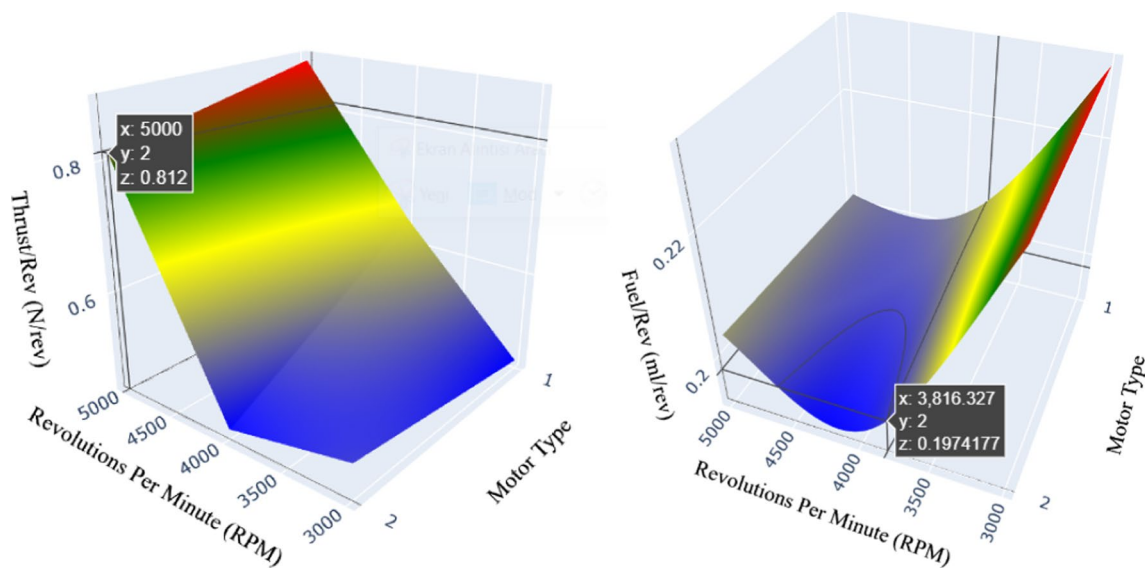 x: 5000
y: 2
z: 0.812
0.8
0.6
Thrust/Rev (N/rev)
5000
4500
4000
3500
3000
Revolutions Per Minute (RPM)
1
2
Motor Type
Ekran
0.22
0.2
Fuel/Rev (ml/rev)
x: 3,816.327
y: 2
z: 0.1974177
5000
4500
4000
3500
3000
Revolutions Per Minute (RPM)
1
2
Motor Type